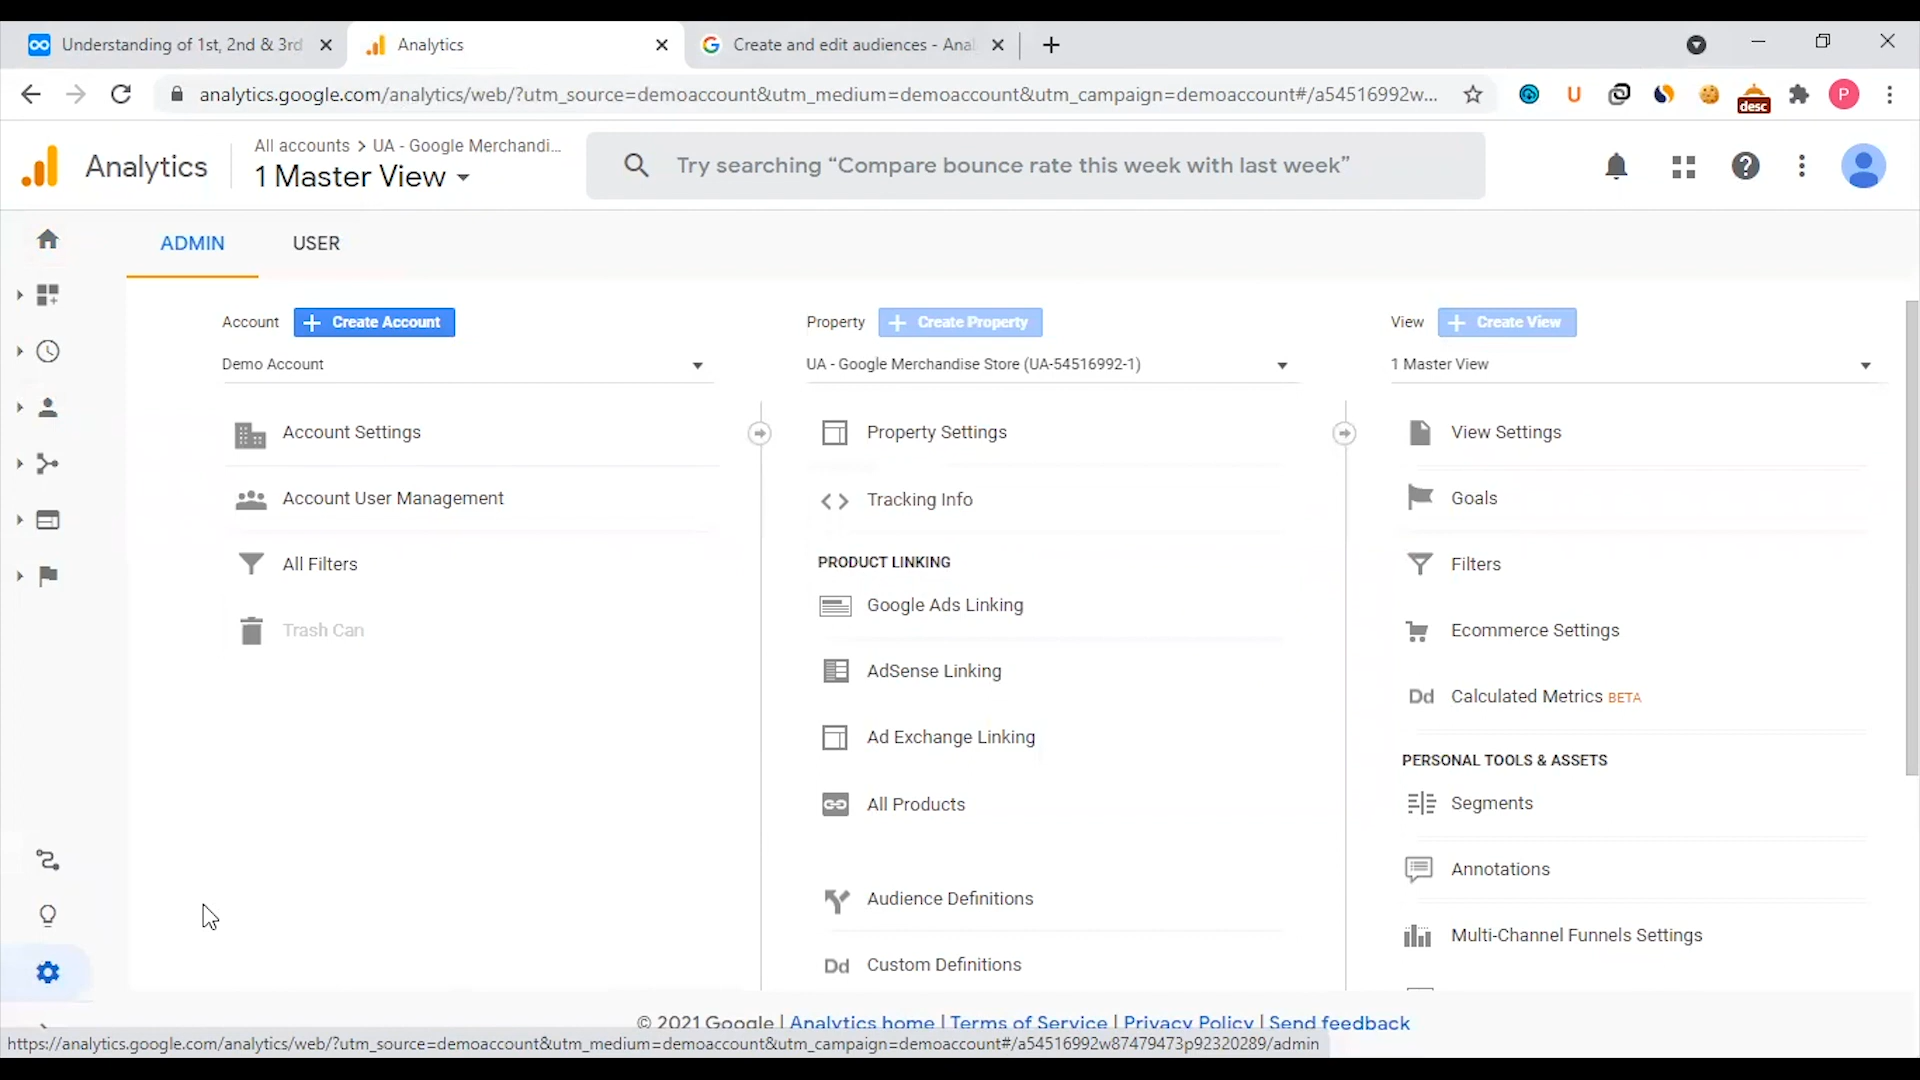 Understanding of 1st, 2nd & 3rd
Analytics
Create and edit audiences - Anal
analytics.google.com/analytics/web/?utm_source=demoaccount&utm_medium=demoaccount&utm_campaign=demoaccount#/a54516992w...
U
desc
P
Analytics
All accounts > UA - Google Merchandi...
1 Master View
Try searching “Compare bounce rate this week with last week”
ADMIN
USER
Account
+ Create Account
Demo Account
Account Settings
Account User Management
All Filters
Trash Can
Property
+ Create Property
UA - Google Merchandise Store (UA-54516992-1)
Property Settings
<> Tracking Info
PRODUCT LINKING
Google Ads Linking
AdSense Linking
Ad Exchange Linking
All Products
Audience Definitions
Dd Custom Definitions
View
+ Create View
1 Master View
View Settings
Goals
Filters
Ecommerce Settings
Dd Calculated Metrics BETA
PERSONAL TOOLS & ASSETS
Segments
Annotations
Multi-Channel Funnels Settings
© 2021 Google | Analytics home | Terms of Service | Privacy Policy | Send feedback
https://analytics.google.com/analytics/web/?utm_source=demoaccount&utm_medium=demoaccount&utm_campaign=demoaccount#/a54516992w87479473p92320289/admin